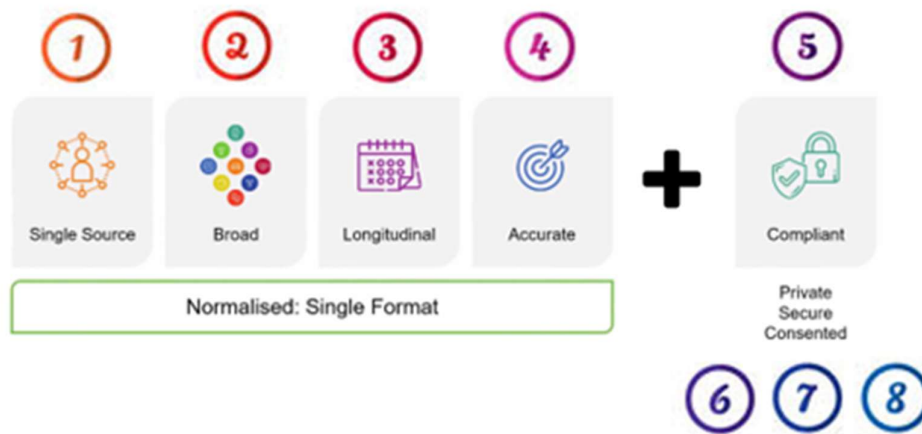 1 2 3 4 5
Single Source Broad Longitudinal Accurate Compliant
Normalised: Single Format
Private
Secure
Consented
6 7 8